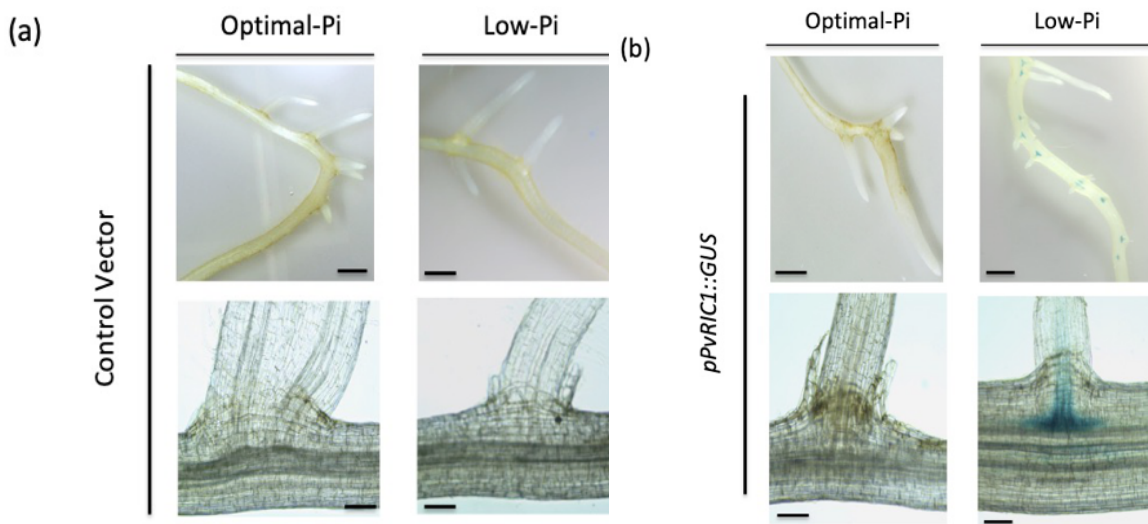 (a)
Optimal-Pi
Low-Pi
Control Vector
(b)
Optimal-Pi
Low-Pi
pPvRIC1::GUS